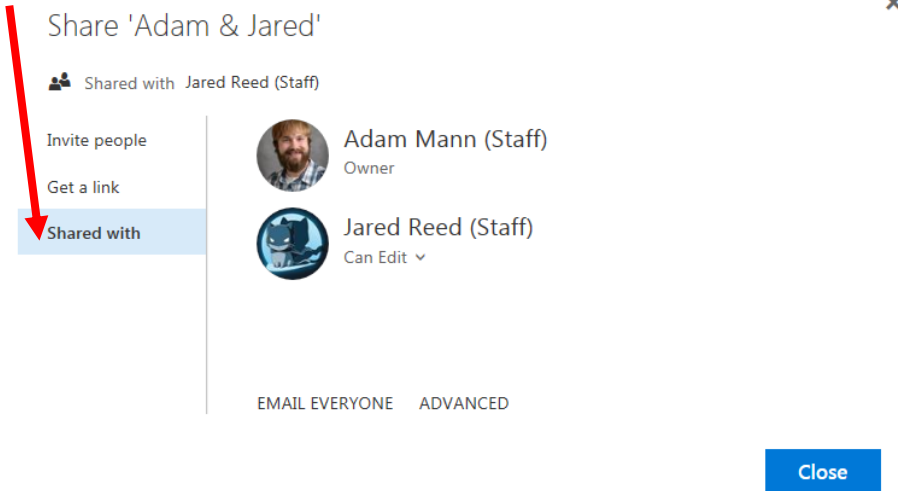 Share 'Adam & Jared'
Shared with Jared Reed (Staff)
Invite people
Get a link
Shared with
Adam Mann (Staff)
Owner
Jared Reed (Staff)
Can Edit
EMAIL EVERYONE ADVANCED
Close